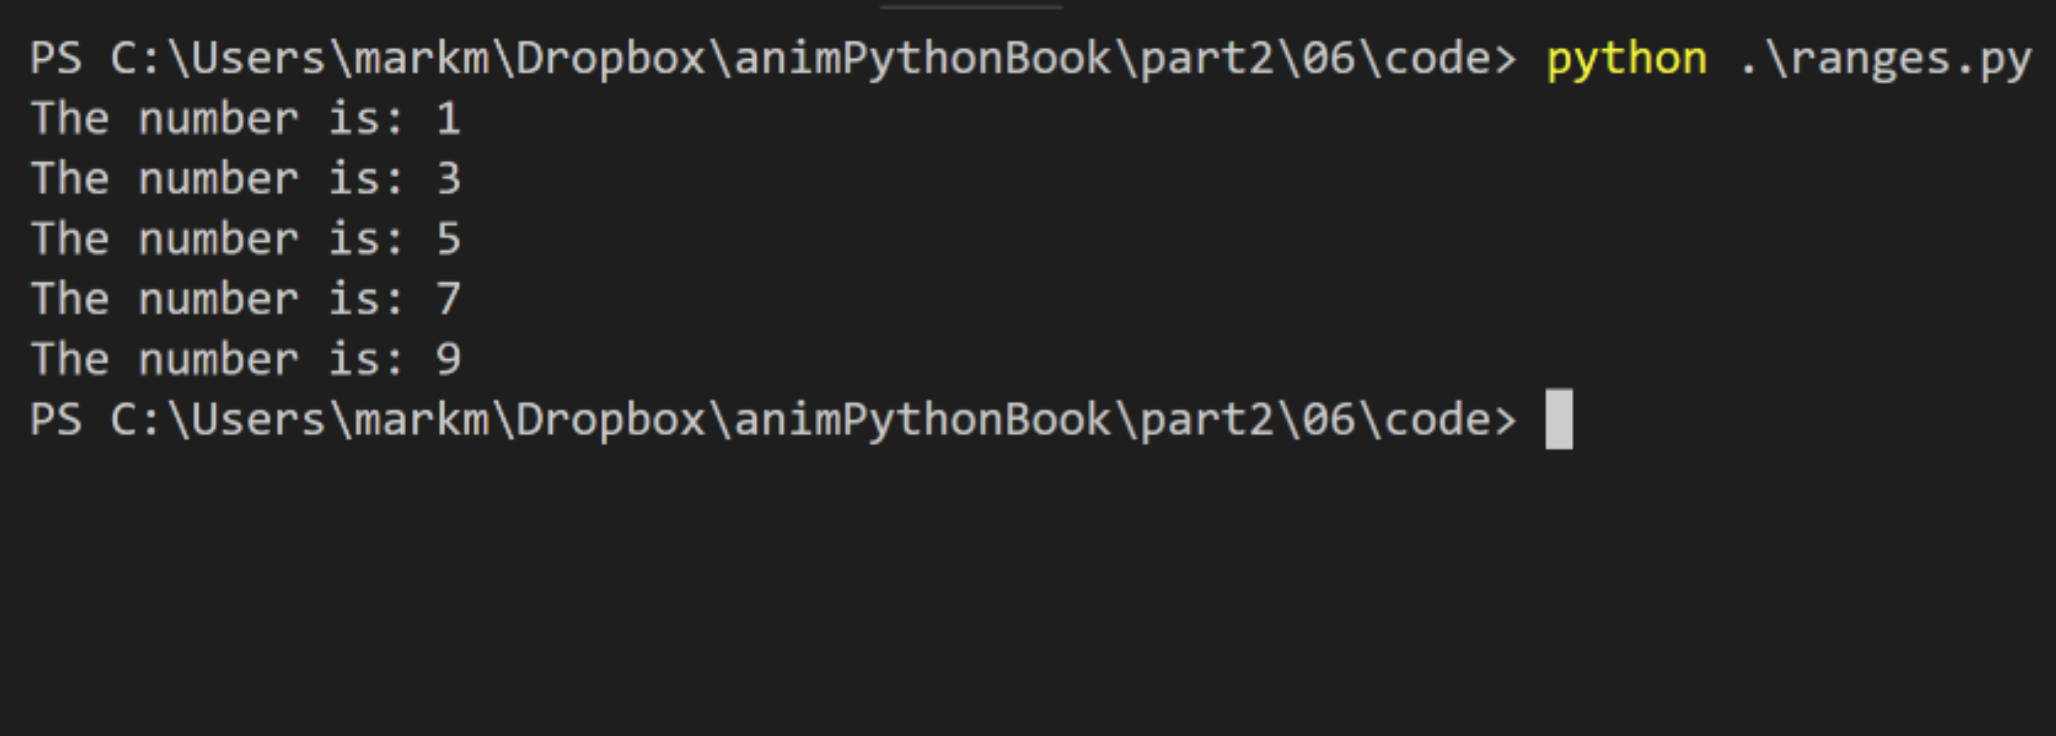 PS C:\Users\markm\Dropbox\animPythonBook\part2\06\code> python .\ranges.py
The number is: 1
The number is: 3
The number is: 5
The number is: 7
The number is: 9
PS C:\Users\markm\Dropbox\animPythonBook\part2\06\code>